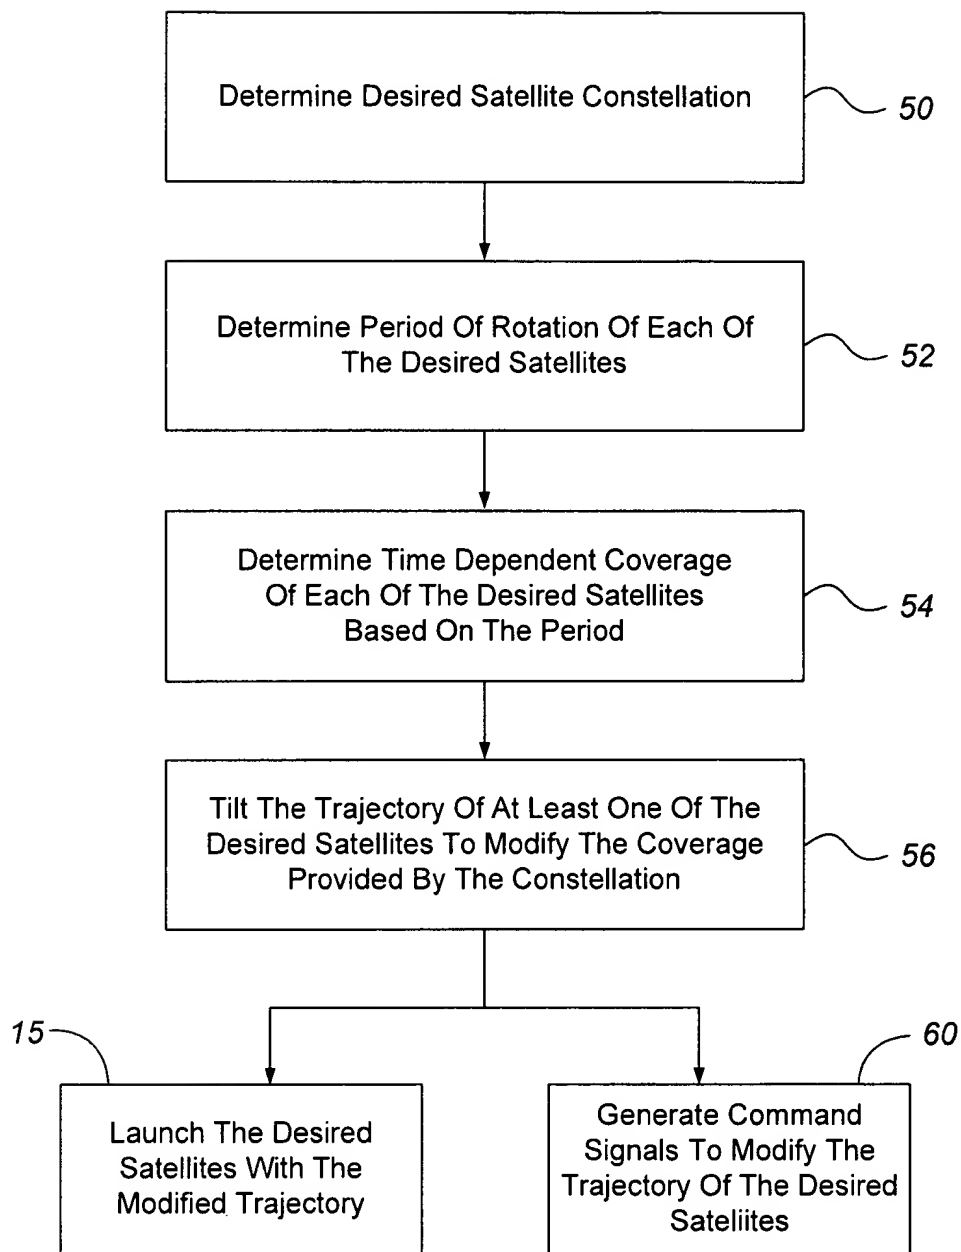 Determine Desired Satellite Constellation
50
Determine Period Of Rotation Of Each Of
The Desired Satellites
52
Determine Time Dependent Coverage
Of Each Of The Desired Satellites
Based On The Period
54
Tilt The Trajectory Of At Least One Of The
Desired Satellites To Modify The Coverage
Provided By The Constellation
56
15
Launch The Desired
Satellites With The
Modified Trajectory
60
Generate Command
Signals To Modify The
Trajectory Of The Desired
Sateliites